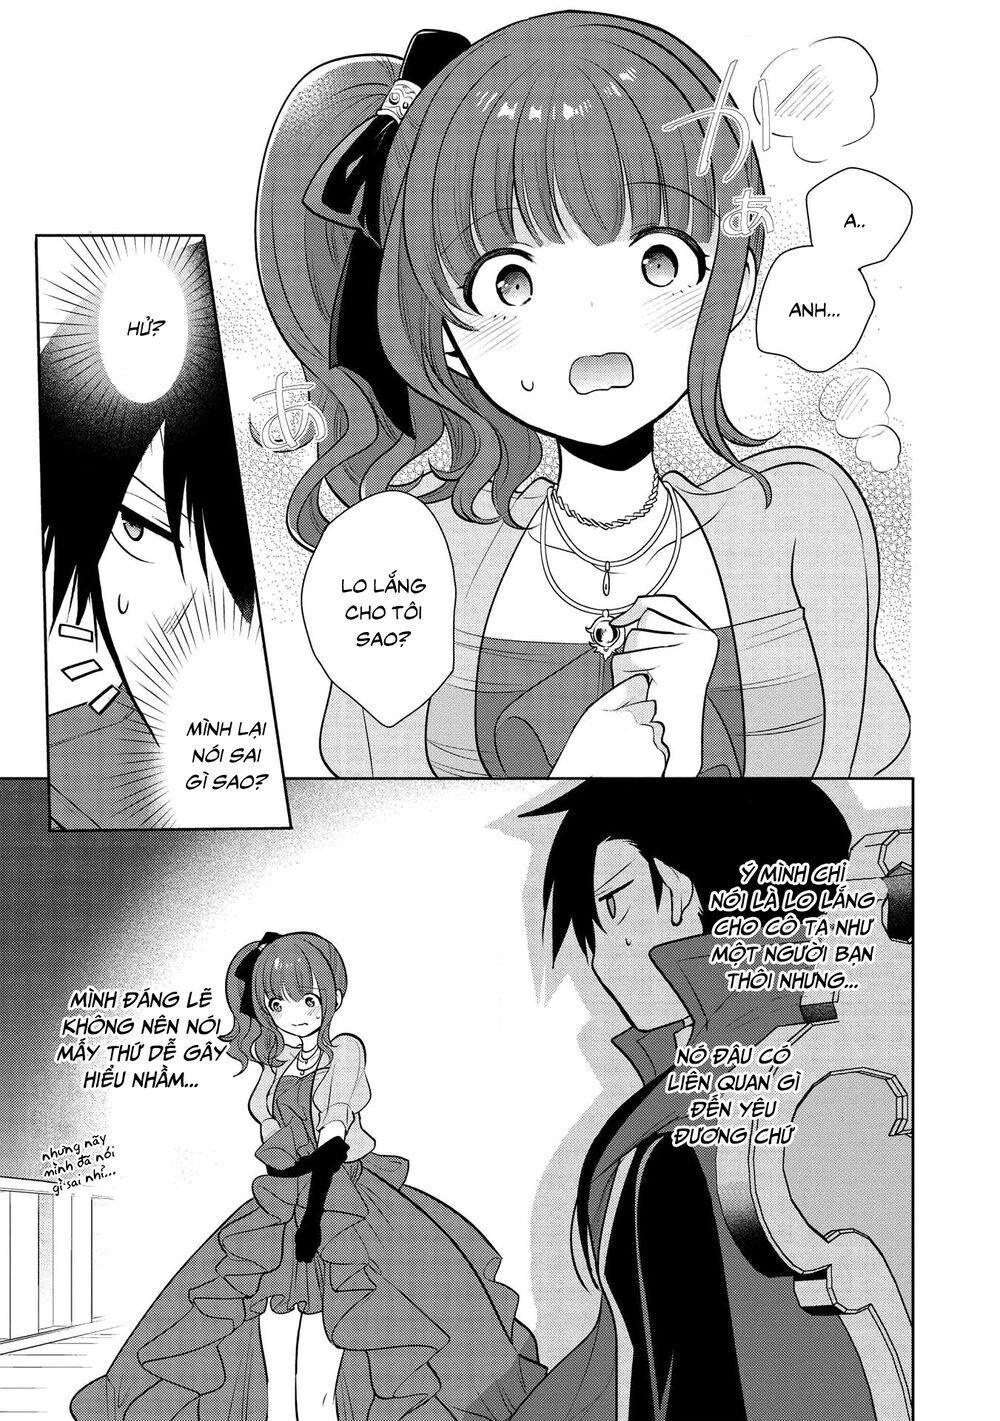 A..
ANH...
かぁ
LO LẮNG
CHO TÔI
SAO?
HỬ?
MÌNH LẠI
NÓI SAI
GÌ SAO?
Ý MÌNH CHỈ
NÓI LÀ LO LẮNG
CHO CÔ TA NHƯ
MỘT NGƯỜI BẠN
THÔI NHƯNG...
NÓ ĐÂU CÓ
LIÊN QUAN GÌ
ĐẾN YÊU
ĐƯƠNG CHỨ
MÌNH ĐÁNG LẼ
KHÔNG NÊN NÓI
MẤY THỨ DỄ GÂY
HIỂU NHẦM...
nhưng nãy
mình đã nói
gì sai nhỉ...